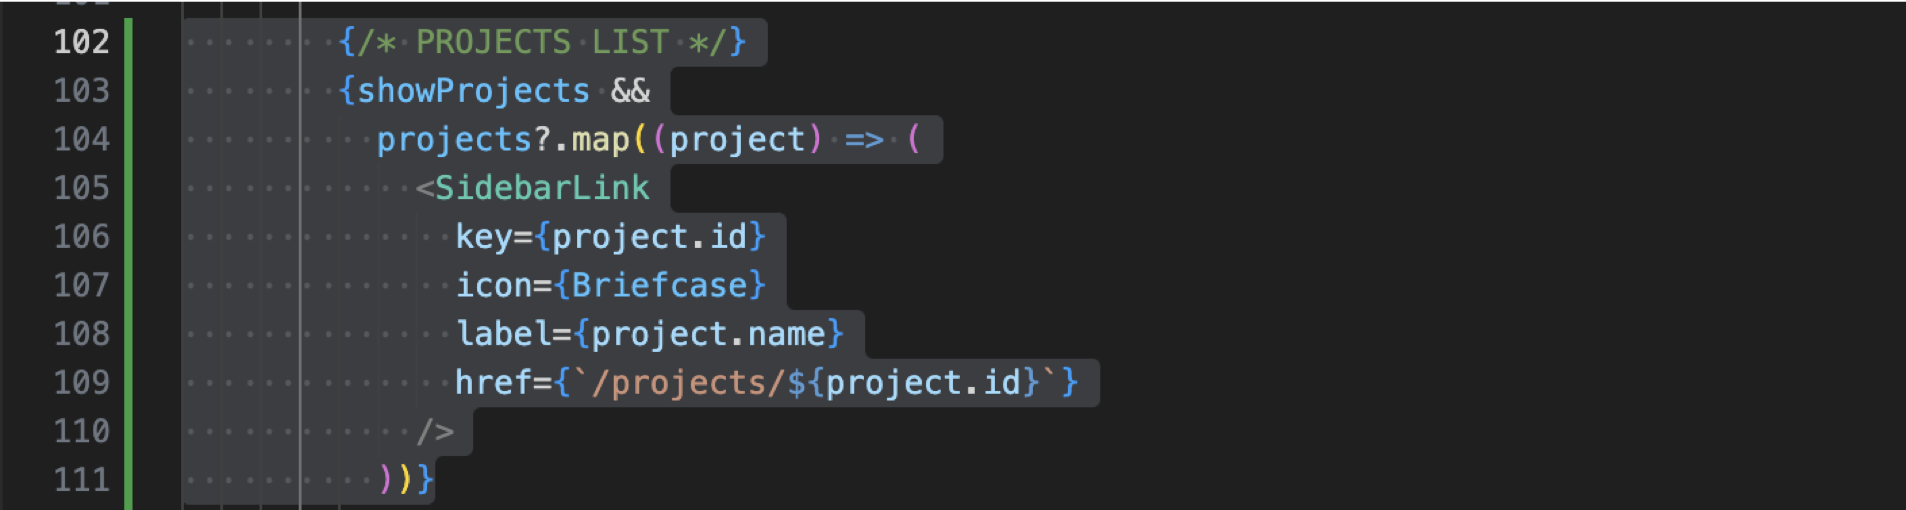 102 {/* PROJECTS LIST */}
103 {showProjects &&
104 projects?.map((project) => (
105 <SidebarLink
106 key={project.id}
107 icon={Briefcase}
108 label={project.name}
109 href={`/projects/${project.id}`}
110 />
111 ))}